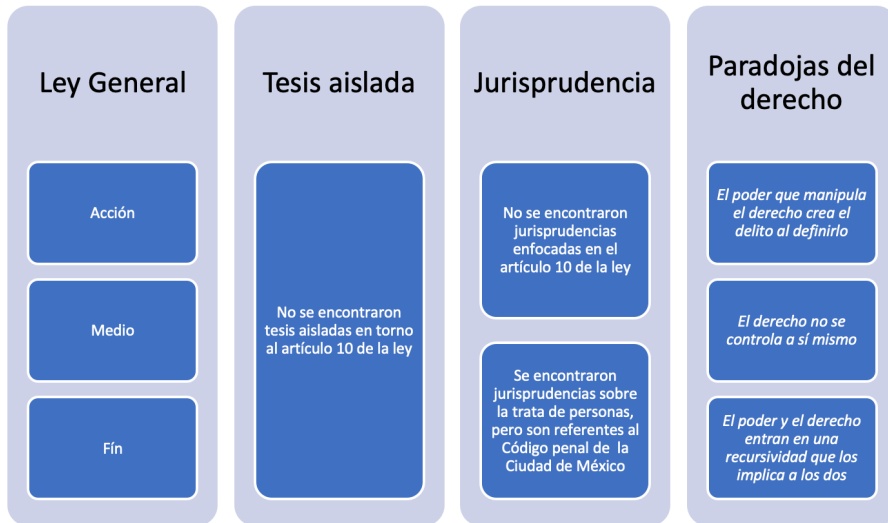 Ley General
Acción
Medio
Fín
Tesis aislada
No se encontraron
tesis aisladas en torno
al artículo 10 de la ley
Jurisprudencia
No se encontraron
jurisprudencias
enfocadas en el
artículo 10 de la ley
Se encontraron
jurisprudencias sobre
la trata de personas,
pero son referentes al
Código penal de la
Ciudad de México
Paradojas del
derecho
El poder que manipula
el derecho crea el
delito al definirlo
El derecho no se
controla a sí mismo
El poder y el derecho
entran en una
recursividad que los
implica a los dos